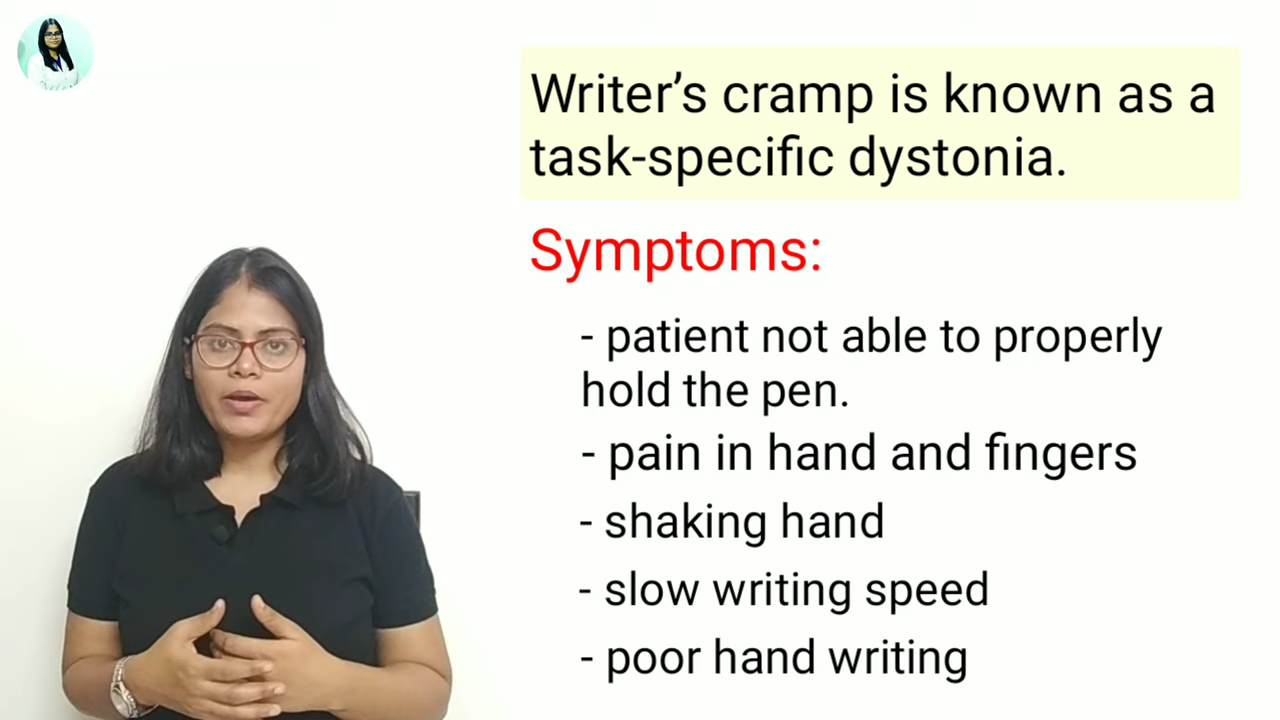 Writer’s cramp is known as a
task-specific dystonia.
Symptoms:
- patient not able to properly
hold the pen.
- pain in hand and fingers
- shaking hand
- slow writing speed
- poor hand writing